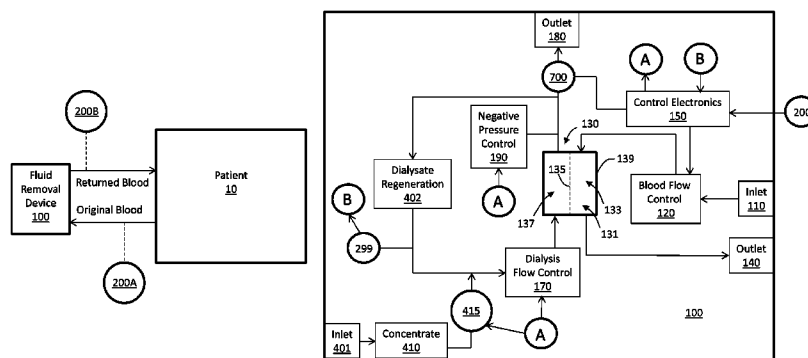 200B
Returned Blood
Fluid
Removal
Device
100
Original Blood
200A
Patient
10
Outlet
180
700
A
B
Control Electronics
150
200
Negative
Pressure
Control
190
130
139
135
133
137
131
Dialysate
Regeneration
402
Blood Flow
Control
120
Inlet
110
B
A
299
Outlet
140
Dialysis
Flow Control
170
415
A
100
Inlet
401
Concentrate
410